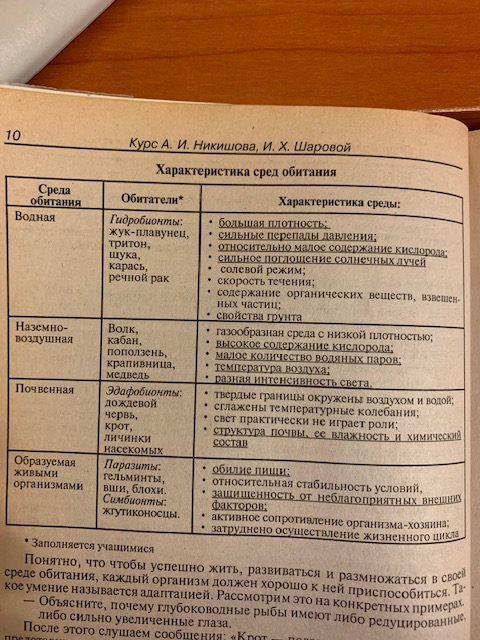 10
Курс А. И. Никишова, И. Х. Шаровой
Характеристика сред обитания
Среда обитания
Обитатели*
Характеристика среды:
Водная
Гидробионты:
жук-плавунец,
тритон,
щука,
карась,
речной рак
• большая плотность;
• сильные перепады давления;
• относительно малое содержание кислорода;
• сильное поглощение солнечных лучей
• солевой режим;
• скорость течения;
• содержание органических веществ, взвешен-
ных частиц;
• свойства грунта
Наземно-
воздушная
Волк,
кабан,
поползень,
крапивница,
медведь
• газообразная среда с низкой плотностью;
• высокое содержание кислорода;
• малое количество водяных паров;
• температура воздуха;
• разная интенсивность света.
Почвенная
Эдафобионты:
дождевой
червь,
крот,
личинки
насекомых
• твердые границы окружены воздухом и водой;
• сглажены температурные колебания;
• свет практически не играет роли;
• структура почвы, ее влажность и химический
состав
Образуемая
живыми
организмами
Паразиты:
гельминты,
вши, блохи.
Симбионты:
жгутиконосцы.
• обилие пищи;
• относительная стабильность условий,
• защищенность от неблагоприятных внешних
факторов;
• активное сопротивление организма-хозяина;
• затруднено осуществление жизненного цикла
* Заполняется учащимися
Понятно, что чтобы успешно жить, развиваться и размножаться в своей
среде обитания, каждый организм должен хорошо к ней приспособиться. Та-
кое умение называется адаптацией. Рассмотрим это на конкретных примерах.
— Объясните, почему глубоководные рыбы имеют либо редуцированные,
либо сильно увеличенные глаза.
После этого слушаем сообщения: «Крот —